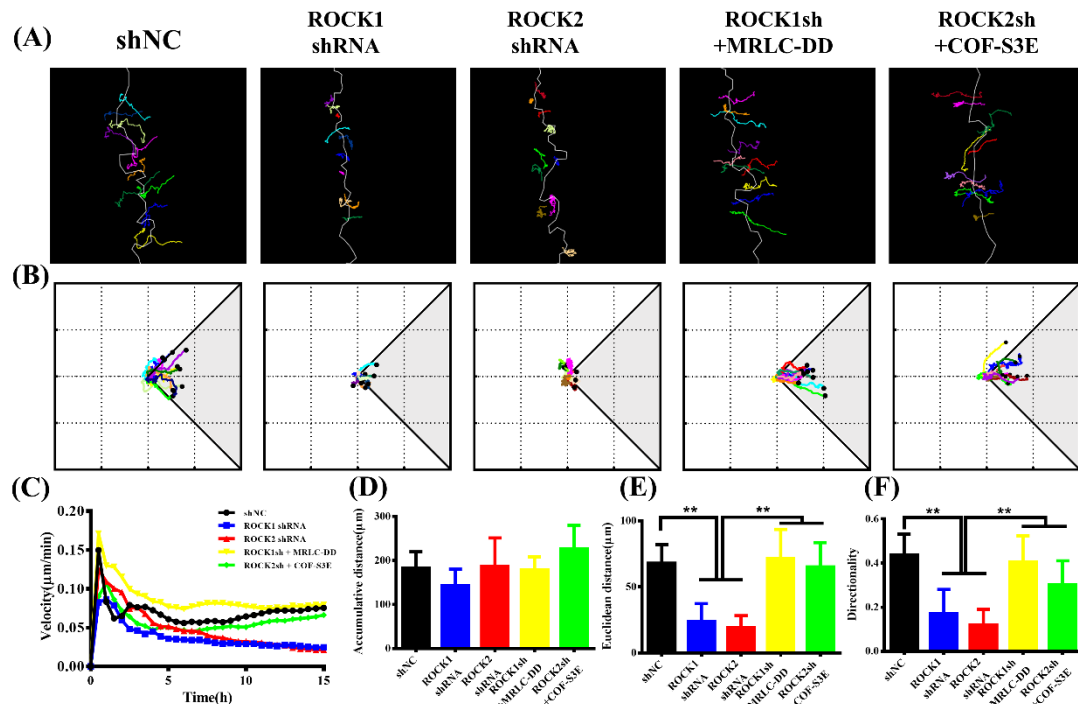 (A)
shNC
ROCK1
shRNA
ROCK2
shRNA
ROCK1sh
+MRLC-DD
ROCK2sh
+COF-S3E
(B)
(C)
Velocity(μm/min)
0.20
0.15
0.10
0.05
0.00
0
5
10
15
Time(h)
shNC
ROCK1 shRNA
ROCK2 shRNA
ROCK1sh + MRLC-DD
ROCK2sh + COF-S3E
(D)
Accumulative distance(μm)
300
200
100
0
shNC
ROCK1
shRNA
ROCK2
shRNA
ROCK1sh
+MRLC-DD
ROCK2sh
+COF-S3E
(E)
Euclidean distance(μm)
100
50
0
**
**
shNC
ROCK1
shRNA
ROCK2
shRNA
ROCK1sh
+MRLC-DD
ROCK2sh
+COF-S3E
(F)
Directionality
0.6
0.4
0.2
0.0
**
**
shNC
ROCK1
shRNA
ROCK2
shRNA
ROCK1sh
+MRLC-DD
ROCK2sh
+COF-S3E